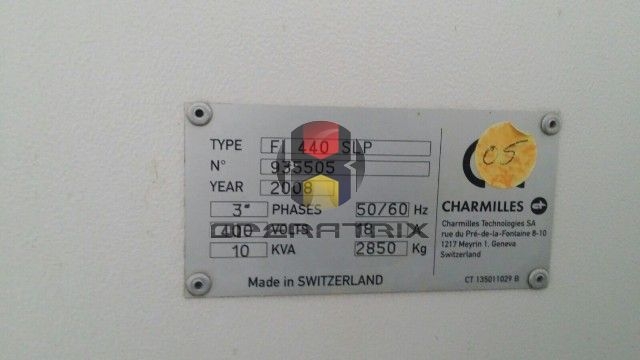 TYPE FI 440 SLP
N° 935505
YEAR 2008
3~ PHASES 50/60 Hz
400 VOLTS 18 A
10 KVA 2850 Kg
Made in SWITZERLAND
05
CHARMILLES
Charmilles Technologies SA
rue du Pré-de-la-Fontaine 8-10
1217 Meyrin 1, Geneva
Switzerland
CT 135011029 B
OPERATRIX